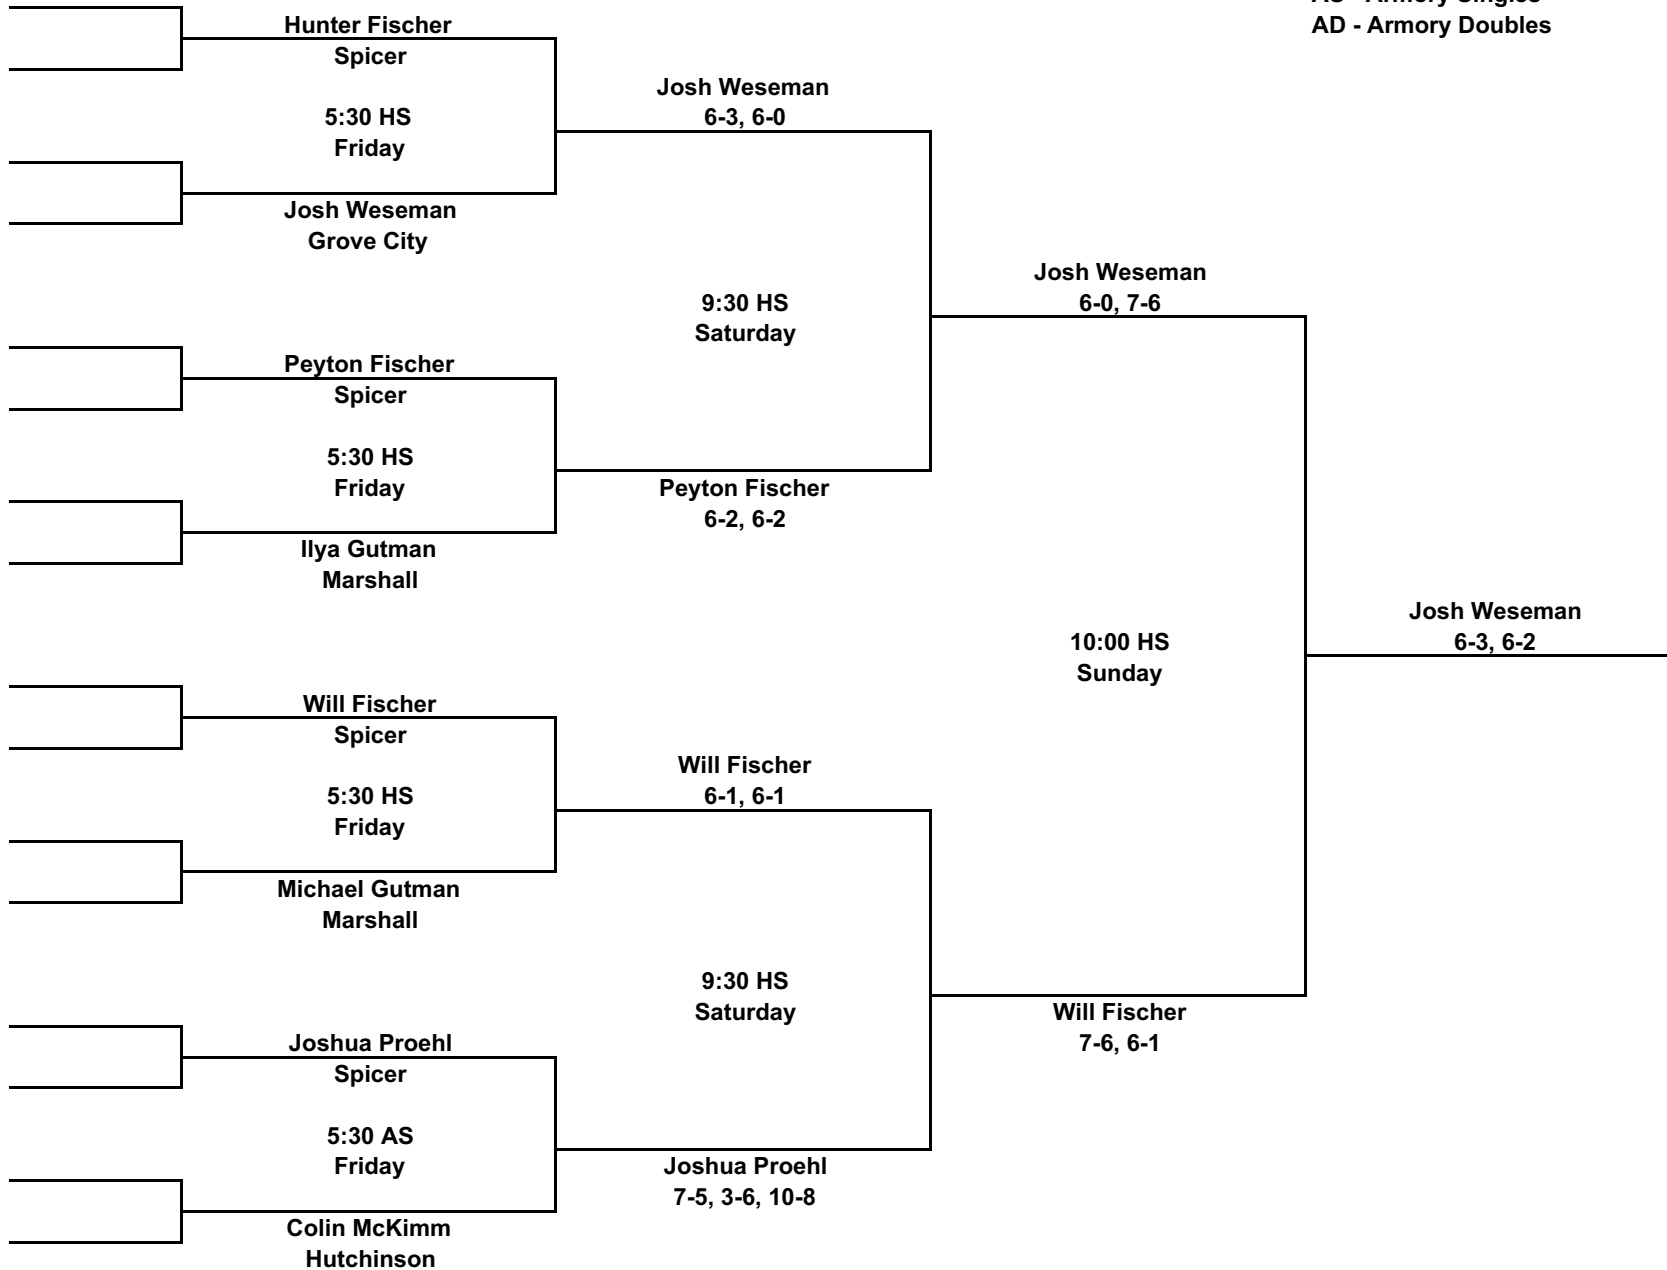 AS - Armory Singles
AD - Armory Doubles
Hunter Fischer
Spicer
5:30 HS
Friday
Josh Weseman
Grove City
Josh Weseman
6-3, 6-0
9:30 HS
Saturday
Peyton Fischer
Spicer
5:30 HS
Friday
Ilya Gutman
Marshall
Peyton Fischer
6-2, 6-2
Josh Weseman
6-0, 7-6
10:00 HS
Sunday
Josh Weseman
6-3, 6-2
Will Fischer
Spicer
5:30 HS
Friday
Michael Gutman
Marshall
Will Fischer
6-1, 6-1
9:30 HS
Saturday
Joshua Proehl
Spicer
5:30 AS
Friday
Colin McKimm
Hutchinson
Joshua Proehl
7-5, 3-6, 10-8
Will Fischer
7-6, 6-1